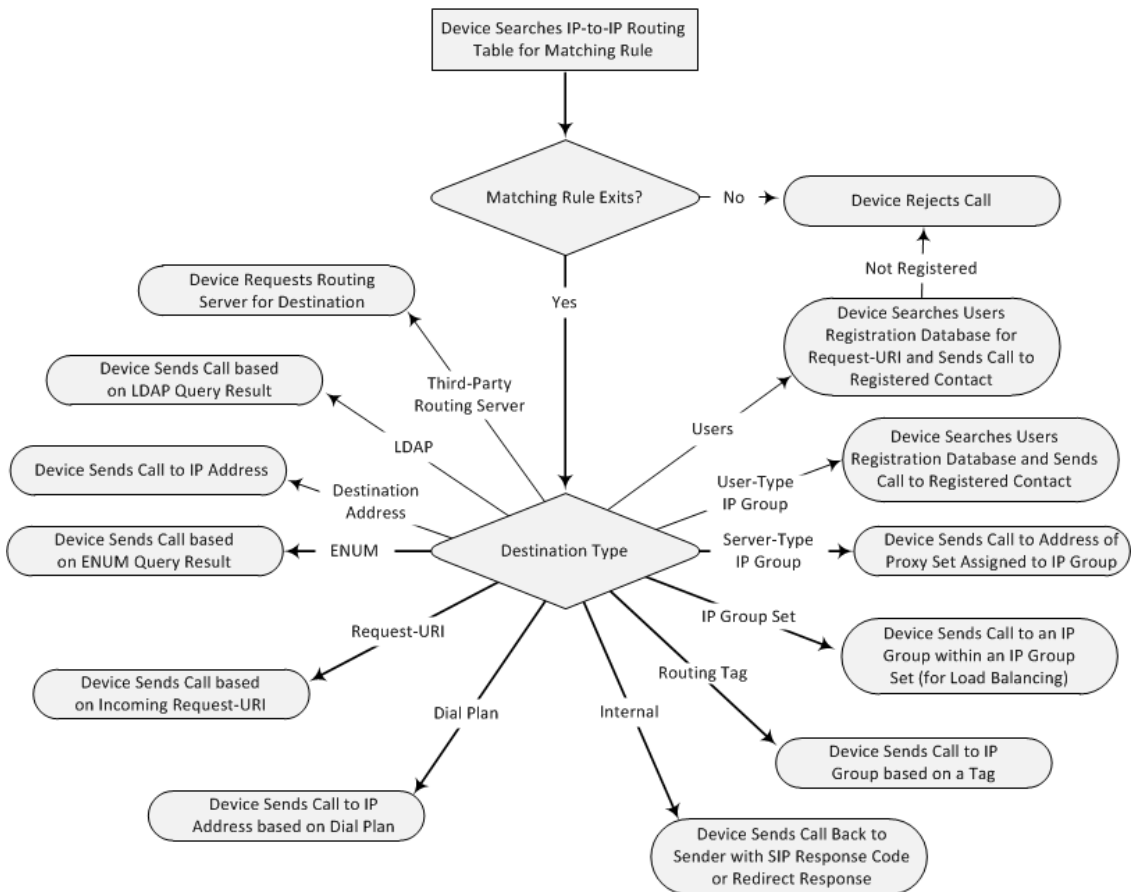 Device Searches IP-to-IP Routing
Table for Matching Rule
Matching Rule Exits?
No
Device Rejects Call
Not Registered
Yes
Device Requests Routing
Server for Destination
Device Searches Users
Registration Database for
Request-URI and Sends Call to
Registered Contact
Device Sends Call based
on LDAP Query Result
Third-Party
Routing Server
Users
LDAP
Device Searches Users
Registration Database and Sends
Call to Registered Contact
Device Sends Call to IP Address
Destination
Address
User-Type
IP Group
Device Sends Call based
on ENUM Query Result
ENUM
Destination Type
Server-Type
IP Group
Device Sends Call to Address of
Proxy Set Assigned to IP Group
Request-URI
IP Group Set
Device Sends Call to an IP
Group within an IP Group
Set (for Load Balancing)
Device Sends Call based
on Incoming Request-URI
Routing Tag
Dial Plan
Internal
Device Sends Call to IP
Group based on a Tag
Device Sends Call to IP
Address based on Dial Plan
Device Sends Call Back to
Sender with SIP Response Code
or Redirect Response